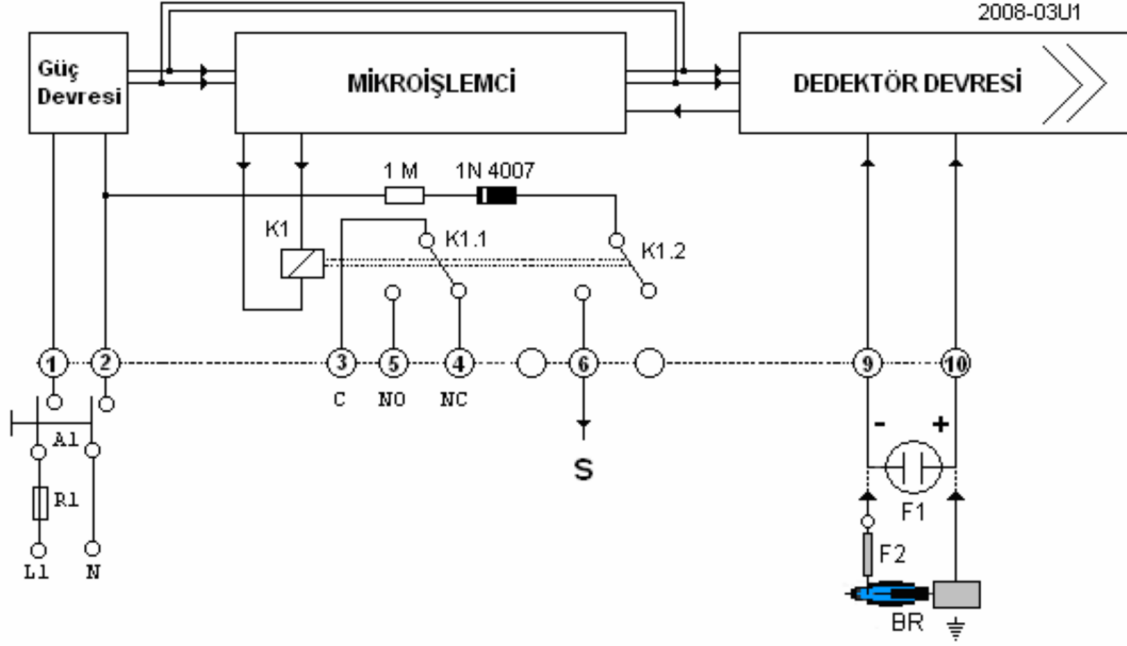 2008-03U1
Güç
Devresi
MİKROİŞLEMCİ
DEDEKTÖR DEVRESİ
1 M
1N 4007
K1
K1.1
K1.2
1
2
3
5
4
6
9
10
C
NO
NC
A1
S
- +
R1
F1
F2
L1
N
BR